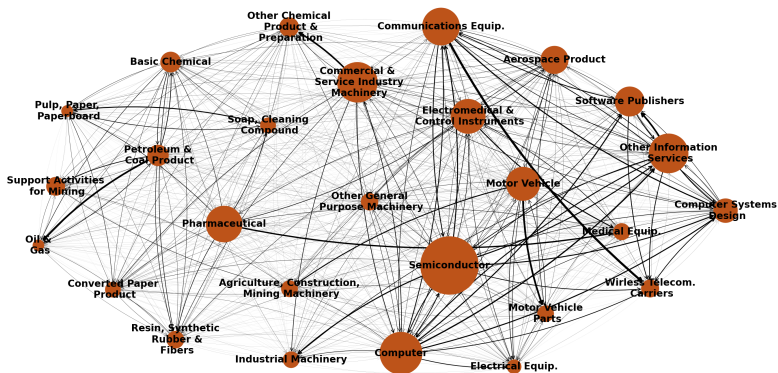 Other Chemical
Product &
Preparation
Communications Equip.
Basic Chemical
Aerospace Product
Commercial &
Service Industry
Machinery
Pulp, Paper,
Paperboard
Software Publishers
Electromedical &
Control Instruments
Soap, Cleaning
Compound
Petroleum &
Coal Product
Other Information
Services
Support Activities
for Mining
Motor Vehicle
Other General
Purpose Machinery
Computer Systems
Design
Pharmaceutical
Medical Equip.
Oil &
Gas
Semiconductor
Converted Paper
Product
Agriculture, Construction,
Mining Machinery
Wirless Telecom.
Carriers
Motor Vehicle
Parts
Resin, Synthetic
Rubber &
Fibers
Industrial Machinery
Computer
Electrical Equip.